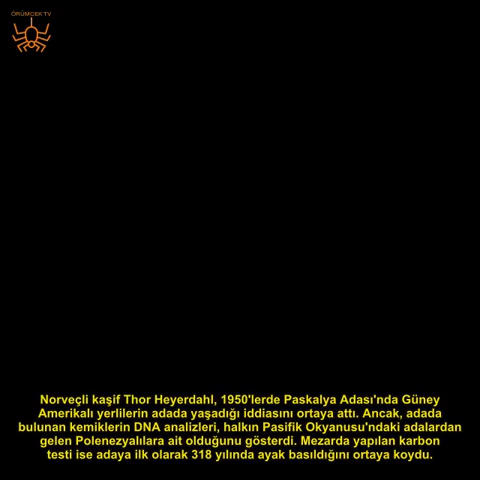 ÖRÜMCEK TV
Norveçli kaşif Thor Heyerdahl, 1950'lerde Paskalya Adası'nda Güney
Amerikalı yerlilerin adada yaşadığı iddiasını ortaya attı. Ancak, adada
bulunan kemiklerin DNA analizleri, halkın Pasifik Okyanusu'ndaki adalardan
gelen Polenezyalılara ait olduğunu gösterdi. Mezarda yapılan karbon
testi ise adaya ilk olarak 318 yılında ayak basıldığını ortaya koydu.